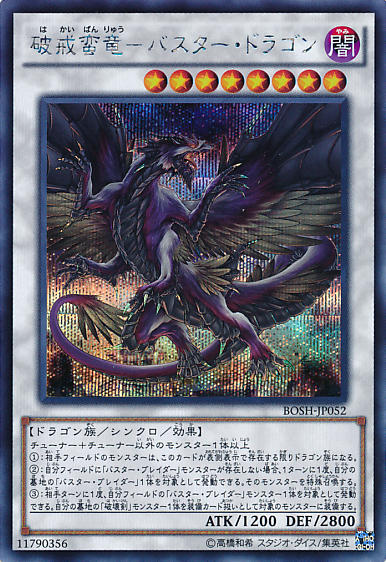 は かい ばん りゅう
破戒蛮竜－バスター・ドラゴン
やみ
闇
BOSH-JP052
【ドラゴン族／シンクロ／効果】
チューナー＋チューナー以外のモンスター１体以上
①：相手フィールドのモンスターは、このカードが表側表示で存在する限りドラゴン族になる。
②：自分フィールドに「バスター・ブレイダー」モンスターが存在しない場合、１ターンに１度、自分の
墓地の「バスター・ブレイダー」１体を対象として発動できる。そのモンスターを特殊召喚する。
③：相手ターンに１度、自分フィールドの「バスター・ブレイダー」モンスター１体を対象として発動
できる。自分の墓地の「破壊剣」モンスター１体を装備カード扱いとして対象のモンスターに装備する。
ATK/1200 DEF/2800
11790356
©高橋和希 スタジオ・ダイス/集英社